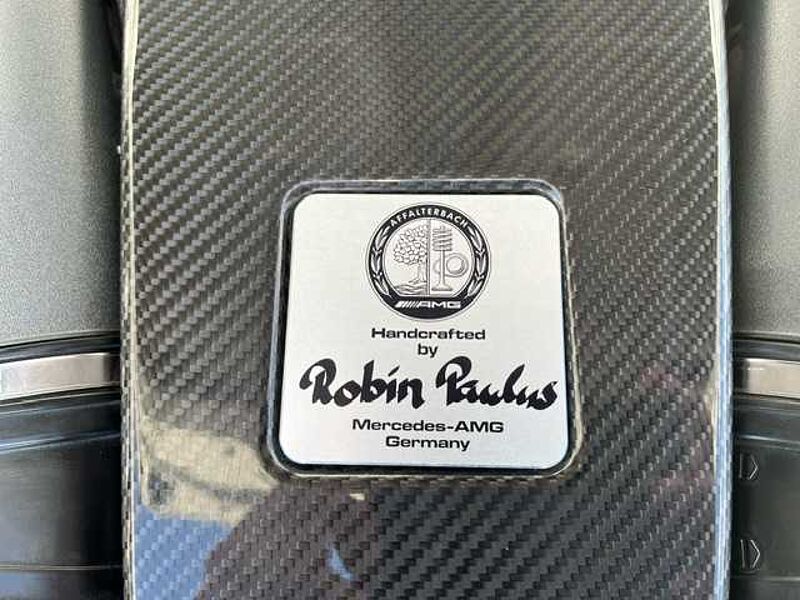 AFFALTERBACH
AMG
Handcrafted
by
Robin Paulus
Mercedes-AMG
Germany